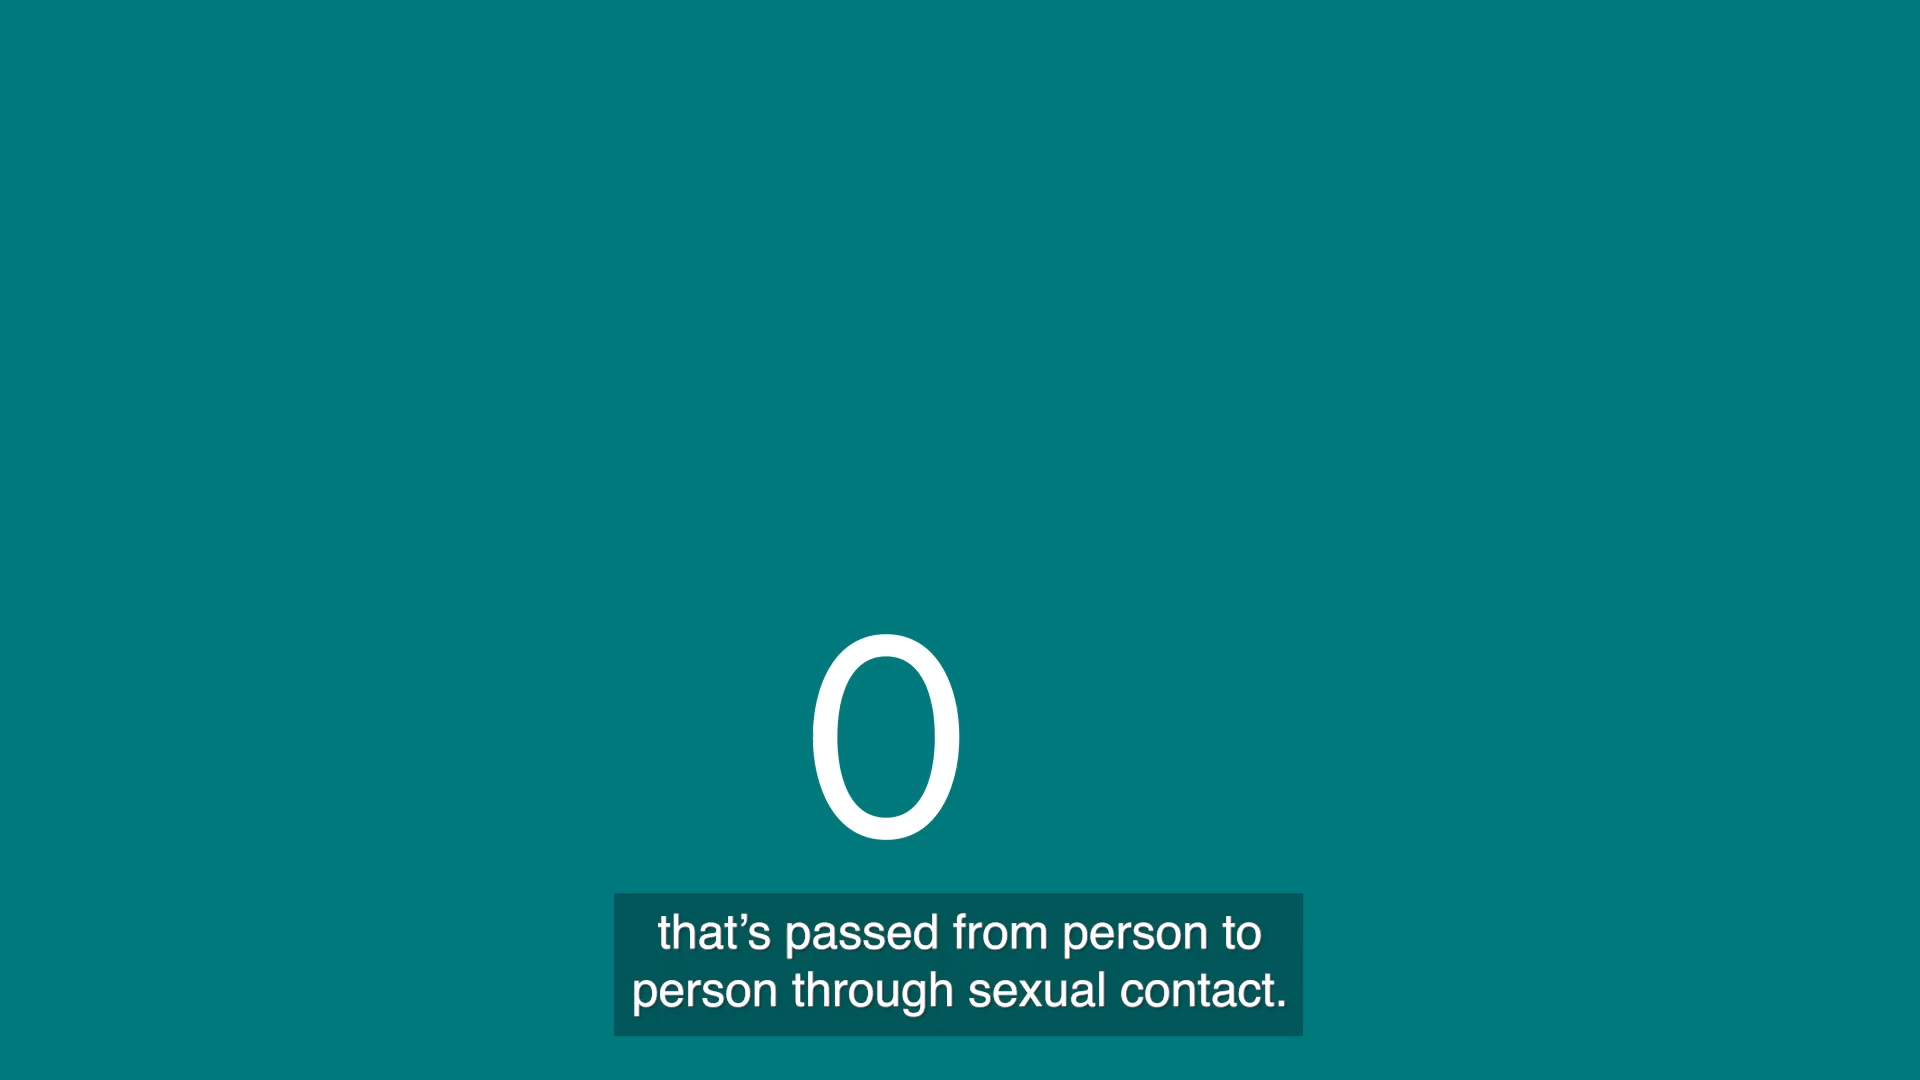 0
that’s passed from person to
person through sexual contact.